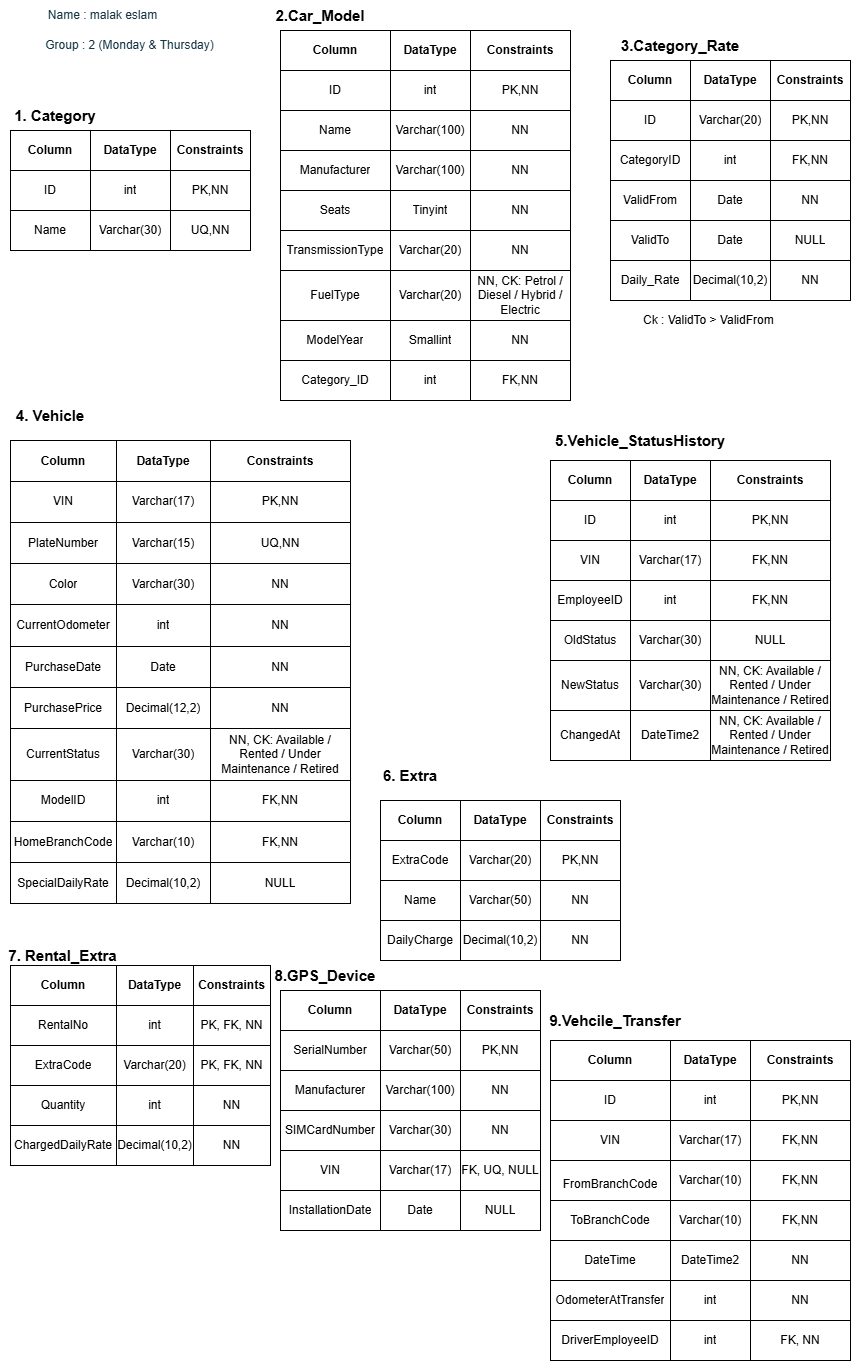 Name : malak eslam
Group : 2 (Monday & Thursday)
1. Category
Column DataType Constraints
ID int PK,NN
Name Varchar(30) UQ,NN
2.Car_Model
Column DataType Constraints
ID int PK,NN
Name Varchar(100) NN
Manufacturer Varchar(100) NN
Seats Tinyint NN
TransmissionType Varchar(20) NN
FuelType Varchar(20) NN, CK: Petrol /
Diesel / Hybrid /
Electric
ModelYear Smallint NN
Category_ID int FK,NN
3.Category_Rate
Column DataType Constraints
ID Varchar(20) PK,NN
CategoryID int FK,NN
ValidFrom Date NN
ValidTo Date NULL
Daily_Rate Decimal(10,2) NN
Ck : ValidTo > ValidFrom
4. Vehicle
Column DataType Constraints
VIN Varchar(17) PK,NN
PlateNumber Varchar(15) UQ,NN
Color Varchar(30) NN
CurrentOdometer int NN
PurchaseDate Date NN
PurchasePrice Decimal(12,2) NN
CurrentStatus Varchar(30) NN, CK: Available /
Rented / Under
Maintenance / Retired
ModelID int FK,NN
HomeBranchCode Varchar(10) FK,NN
SpecialDailyRate Decimal(10,2) NULL
5.Vehicle_StatusHistory
Column DataType Constraints
ID int PK,NN
VIN Varchar(17) FK,NN
EmployeeID int FK,NN
OldStatus Varchar(30) NULL
NewStatus Varchar(30) NN, CK: Available /
Rented / Under
Maintenance / Retired
ChangedAt DateTime2 NN, CK: Available /
Rented / Under
Maintenance / Retired
6. Extra
Column DataType Constraints
ExtraCode Varchar(20) PK,NN
Name Varchar(50) NN
DailyCharge Decimal(10,2) NN
7. Rental_Extra
Column DataType Constraints
RentalNo int PK, FK, NN
ExtraCode Varchar(20) PK, FK, NN
Quantity int NN
ChargedDailyRate Decimal(10,2) NN
8.GPS_Device
Column DataType Constraints
SerialNumber Varchar(50) PK,NN
Manufacturer Varchar(100) NN
SIMCardNumber Varchar(30) NN
VIN Varchar(17) FK, UQ, NULL
InstallationDate Date NULL
9.Vehcile_Transfer
Column DataType Constraints
ID int PK,NN
VIN Varchar(17) FK,NN
FromBranchCode Varchar(10) FK,NN
ToBranchCode Varchar(10) FK,NN
DateTime DateTime2 NN
OdometerAtTransfer int NN
DriverEmployeeID int FK, NN